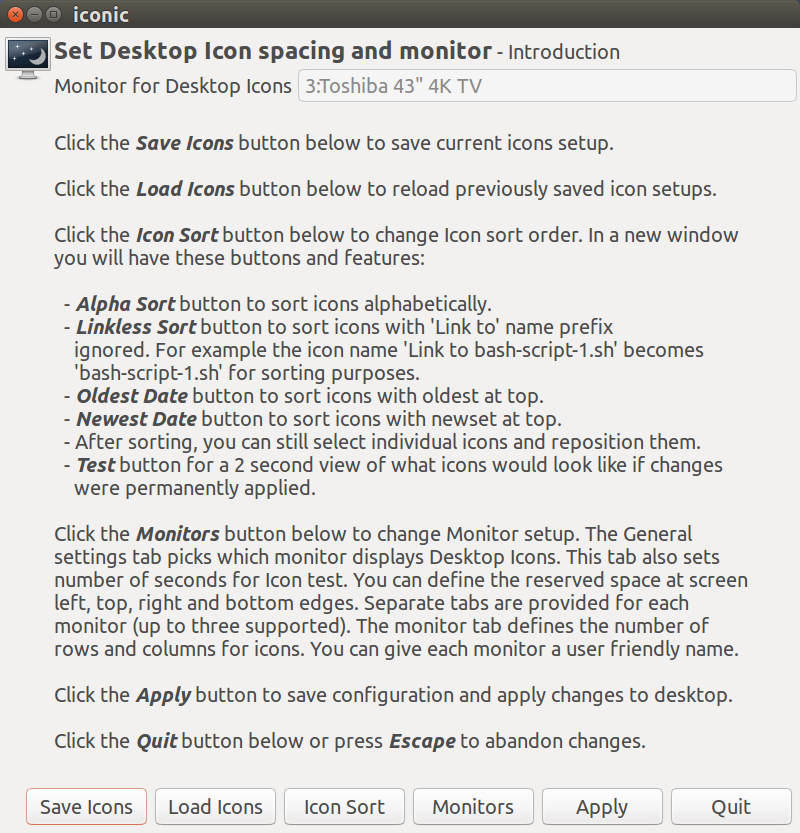 iconic
Set Desktop Icon spacing and monitor - Introduction
Monitor for Desktop Icons 3:Toshiba 43" 4K TV
Click the Save Icons button below to save current icons setup.
Click the Load Icons button below to reload previously saved icon setups.
Click the Icon Sort button below to change Icon sort order. In a new window
you will have these buttons and features:
- Alpha Sort button to sort icons alphabetically.
- Linkless Sort button to sort icons with 'Link to' name prefix
ignored. For example the icon name 'Link to bash-script-1.sh' becomes
'bash-script-1.sh' for sorting purposes.
- Oldest Date button to sort icons with oldest at top.
- Newest Date button to sort icons with newset at top.
- After sorting, you can still select individual icons and reposition them.
- Test button for a 2 second view of what icons would look like if changes
were permanently applied.
Click the Monitors button below to change Monitor setup. The General
settings tab picks which monitor displays Desktop Icons. This tab also sets
number of seconds for Icon test. You can define the reserved space at screen
left, top, right and bottom edges. Separate tabs are provided for each
monitor (up to three supported). The monitor tab defines the number of
rows and columns for icons. You can give each monitor a user friendly name.
Click the Apply button to save configuration and apply changes to desktop.
Click the Quit button below or press Escape to abandon changes.
Save Icons Load Icons Icon Sort Monitors Apply Quit